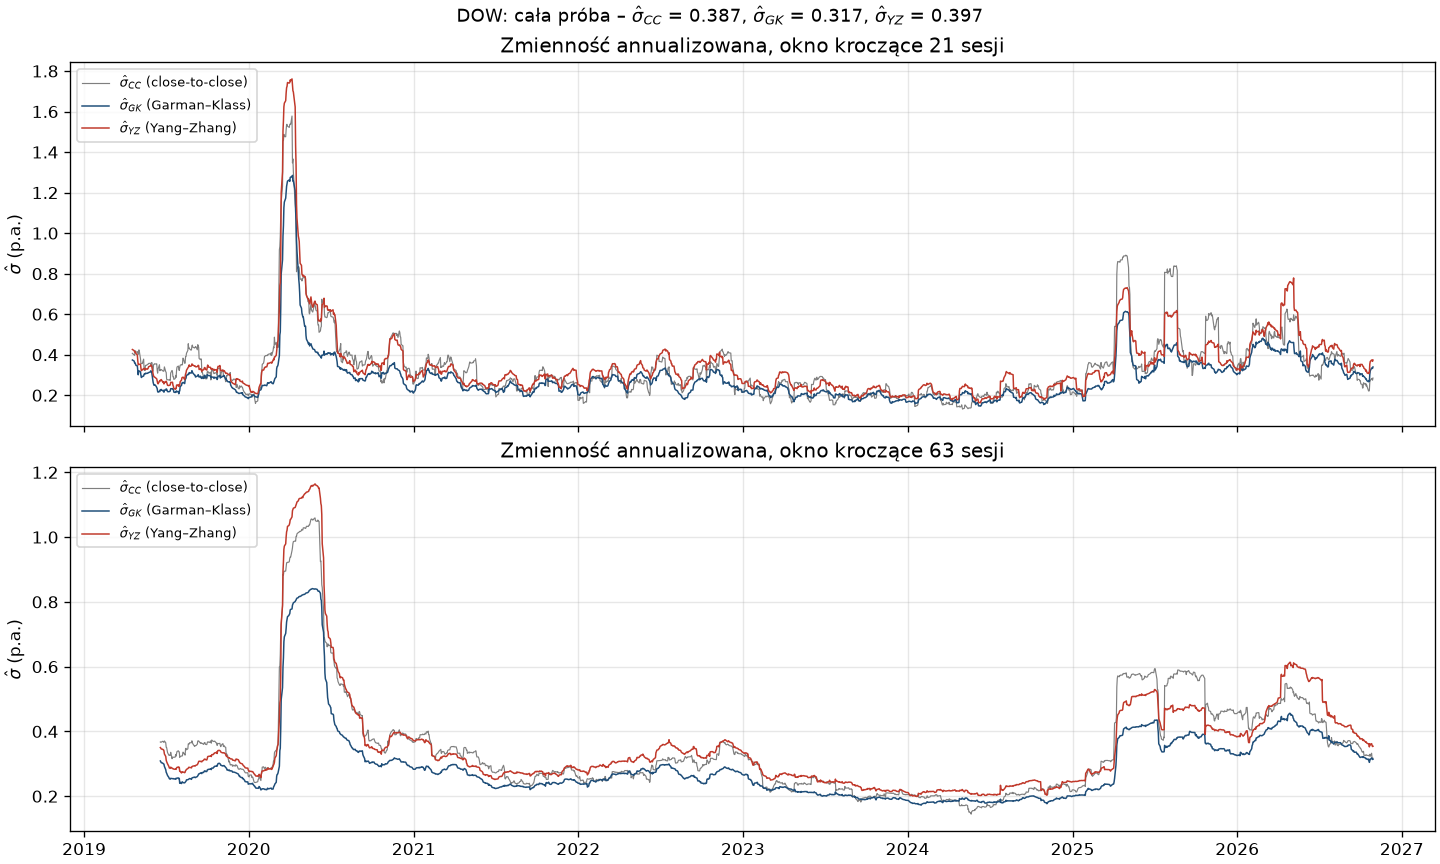 DOW: cała próba – σ̂CC = 0.387, σ̂GK = 0.317, σ̂YZ = 0.397
Zmienność annualizowana, okno kroczące 21 sesji
σ̂ (p.a.)
1.8
1.6
1.4
1.2
1.0
0.8
0.6
0.4
0.2
σ̂CC (close-to-close)
σ̂GK (Garman–Klass)
σ̂YZ (Yang–Zhang)
Zmienność annualizowana, okno kroczące 63 sesji
σ̂ (p.a.)
1.2
1.0
0.8
0.6
0.4
0.2
σ̂CC (close-to-close)
σ̂GK (Garman–Klass)
σ̂YZ (Yang–Zhang)
2019 2020 2021 2022 2023 2024 2025 2026 2027